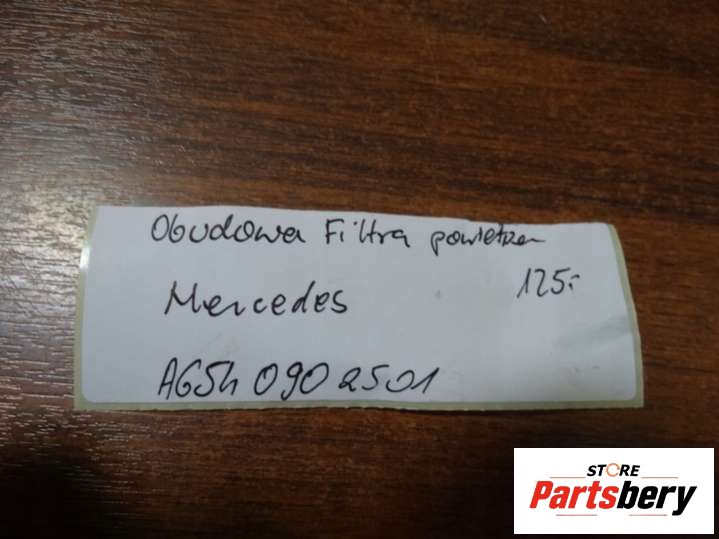 Obudowa Filtra powietrza
125,-
Mercedes
A654 090 2501
STORE
Partsbery